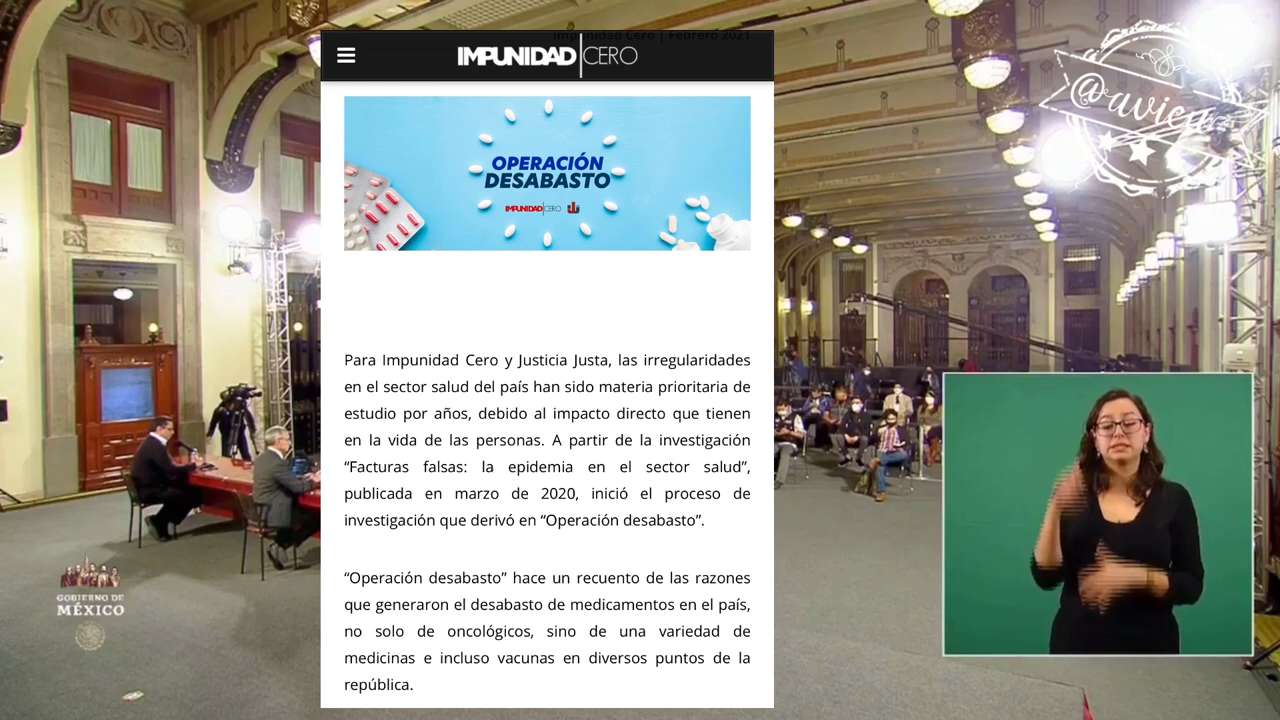 Impunidad Cero | Febrero 2021
IMPUNIDAD CERO
@avica
OPERACIÓN
DESABASTO
IMPUNIDAD CERO
Para Impunidad Cero y Justicia Justa, las irregularidades
en el sector salud del país han sido materia prioritaria de
estudio por años, debido al impacto directo que tienen
en la vida de las personas. A partir de la investigación
“Facturas falsas: la epidemia en el sector salud”,
publicada en marzo de 2020, inició el proceso de
investigación que derivó en “Operación desabasto”.
“Operación desabasto” hace un recuento de las razones
que generaron el desabasto de medicamentos en el país,
no solo de oncológicos, sino de una variedad de
medicinas e incluso vacunas en diversos puntos de la
república.
GOBIERNO DE
MÉXICO